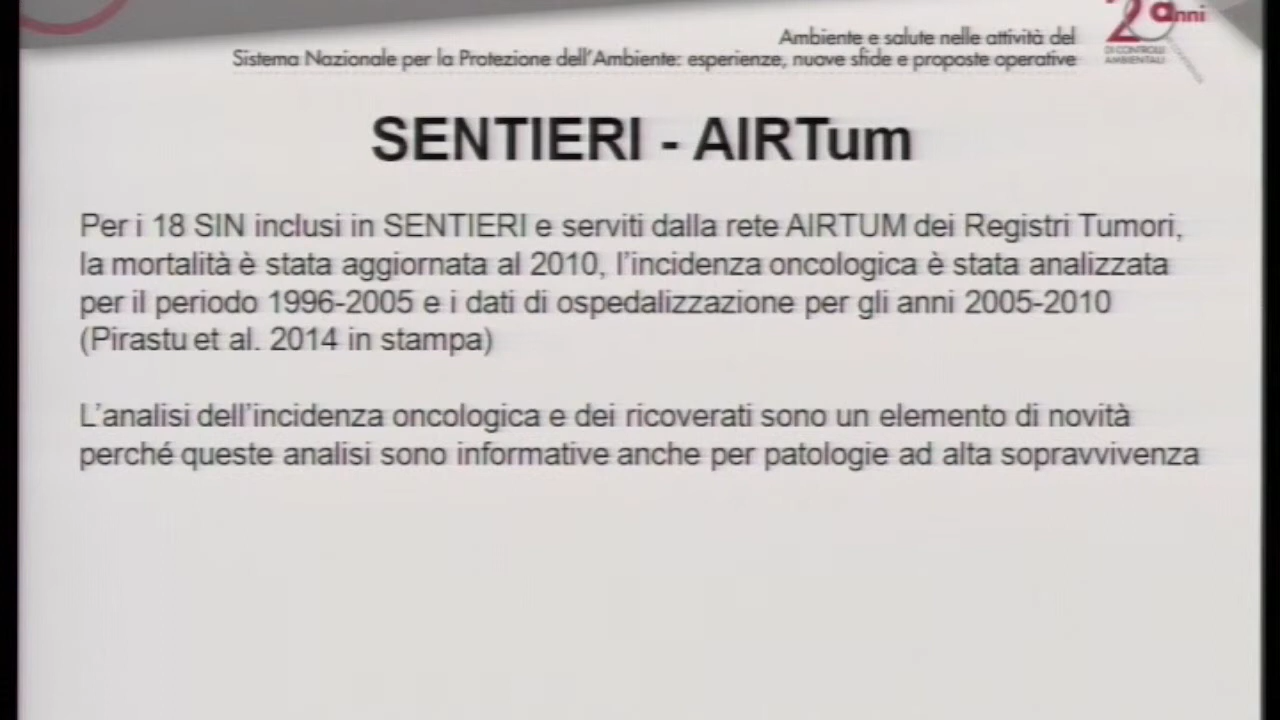 Ambiente e salute nelle attività del
Sistema Nazionale per la Protezione dell'Ambiente: esperienze, nuove sfide e proposte operative
20 anni
DI CONTROLLI
AMBIENTALI
SENTIERI - AIRTum
Per i 18 SIN inclusi in SENTIERI e serviti dalla rete AIRTUM dei Registri Tumori,
la mortalità è stata aggiornata al 2010, l'incidenza oncologica è stata analizzata
per il periodo 1996-2005 e i dati di ospedalizzazione per gli anni 2005-2010
(Pirastu et al. 2014 in stampa)
L'analisi dell'incidenza oncologica e dei ricoverati sono un elemento di novità
perché queste analisi sono informative anche per patologie ad alta sopravvivenza